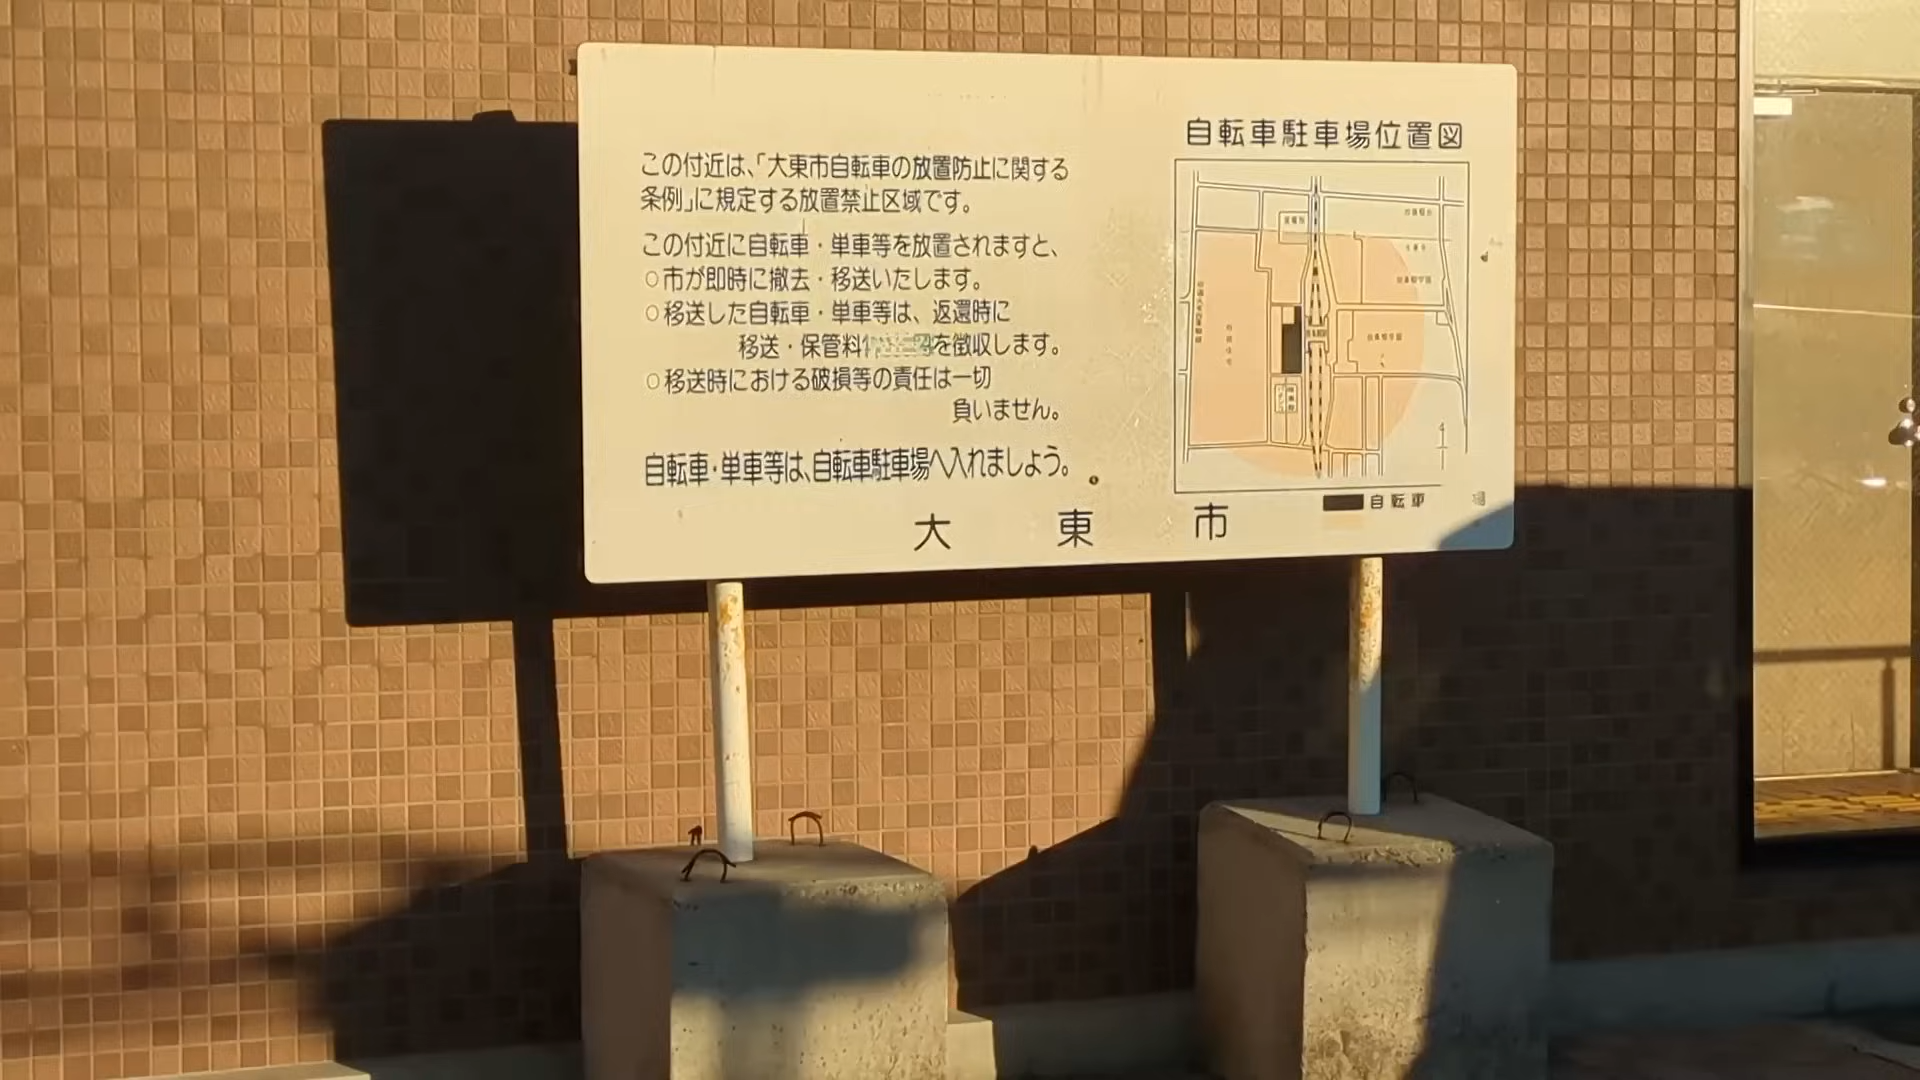 この付近は、「大東市自転車の放置防止に関する
条例」に規定する放置禁止区域です。
この付近に自転車・単車等を放置されますと、
○市が即時に撤去・移送いたします。
○移送した自転車・単車等は、返還時に
移送・保管料を徴収します。
○移送時における破損等の責任は一切
負いません。
自転車・単車等は、自転車駐車場へ入れましょう。
大東市
自転車駐車場位置図
自転車 場